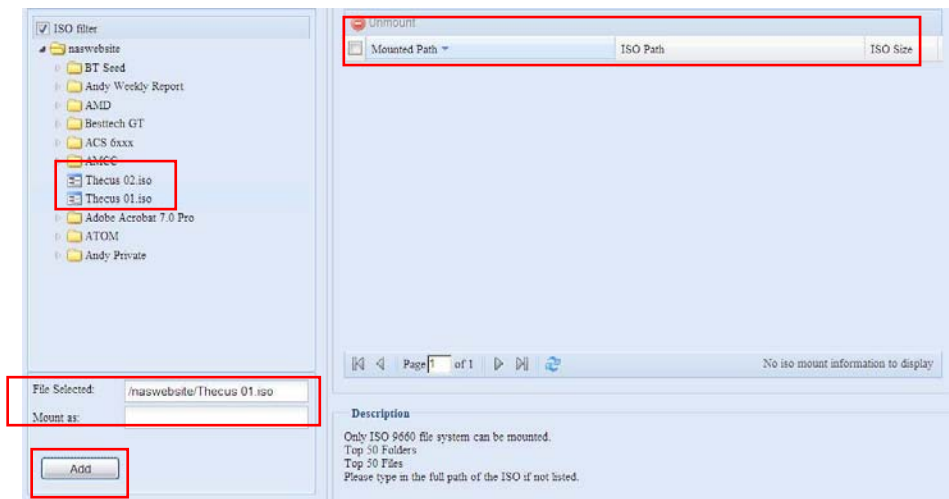 ISO filter
naswebsite
BT Seed
Andy Weekly Report
AMD
Besttech GT
ACS 6xxx
AMCC
Thecus 02.iso
Thecus 01.iso
Adobe Acrobat 7.0 Pro
ATOM
Andy Private
File Selected: /naswebsite/Thecus 01.iso
Mount as:
Add
Unmount
Mounted Path ISO Path ISO Size
Page 1 of 1 No iso mount information to display
Description
Only ISO 9660 file system can be mounted.
Top 50 Folders
Top 50 Files
Please type in the full path of the ISO if not listed.